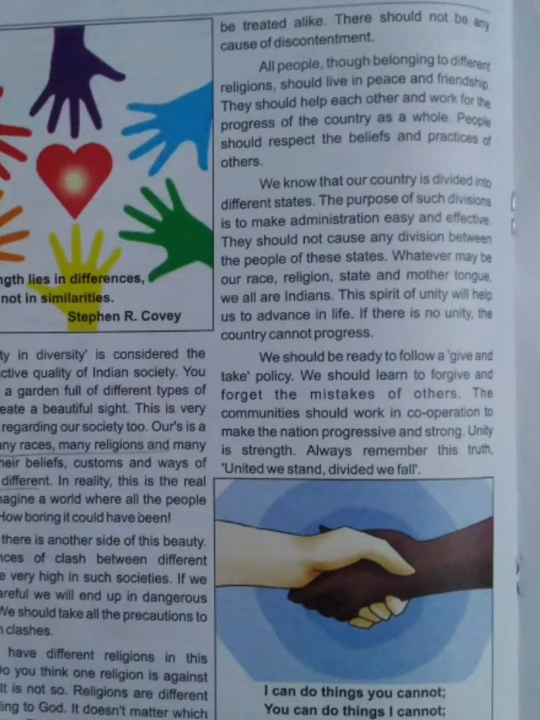 ngth lies in differences,
not in similarities.
Stephen R. Covey
ty in diversity' is considered the
ctive quality of Indian society. You
a garden full of different types of
eate a beautiful sight. This is very
regarding our society too. Our's is a
any races, many religions and many
heir beliefs, customs and ways of
different. In reality, this is the real
magine a world where all the people
How boring it could have been!
there is another side of this beauty.
nces of clash between different
e very high in such societies. If we
areful we will end up in dangerous
We should take all the precautions to
n clashes.
have different religions in this
Do you think one religion is against
It is not so. Religions are different
ding to God. It doesn't matter which
be treated alike. There should not be any
cause of discontentment.
All people, though belonging to different
religions, should live in peace and friendship.
They should help each other and work for the
progress of the country as a whole. People
should respect the beliefs and practices of
others.
We know that our country is divided into
different states. The purpose of such divisions
is to make administration easy and effective.
They should not cause any division between
the people of these states. Whatever may be
our race, religion, state and mother tongue,
we all are Indians. This spirit of unity will help
us to advance in life. If there is no unity, the
country cannot progress.
We should be ready to follow a 'give and
take' policy. We should learn to forgive and
forget the mistakes of others. The
communities should work in co-operation to
make the nation progressive and strong. Unity
is strength. Always remember this truth,
'United we stand, divided we fall'.
I can do things you cannot;
You can do things I cannot;